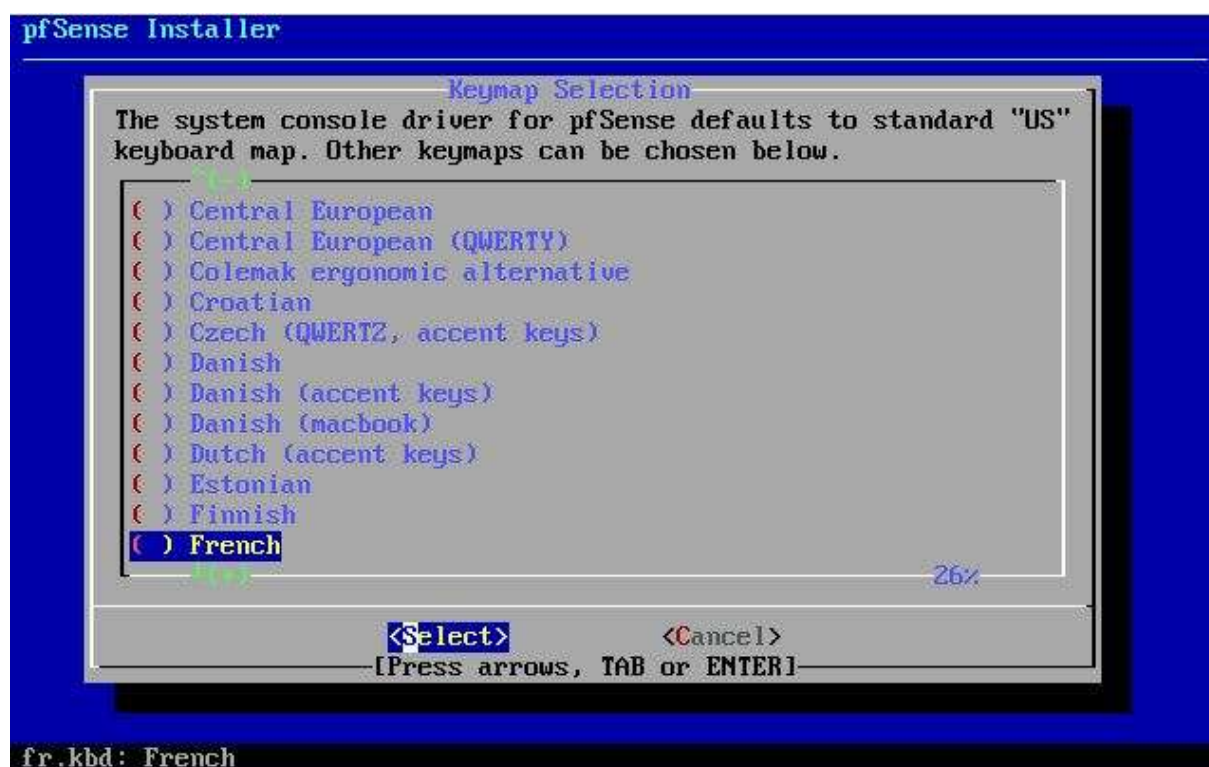 pfSense Installer
Keymap Selection
The system console driver for pfSense defaults to standard "US"
keyboard map. Other keymaps can be chosen below.
^(-)
( ) Central European
( ) Central European (QWERTY)
( ) Colemak ergonomic alternative
( ) Croatian
( ) Czech (QWERTZ, accent keys)
( ) Danish
( ) Danish (accent keys)
( ) Danish (macbook)
( ) Dutch (accent keys)
( ) Estonian
( ) Finnish
( ) French
26%
<Select> <Cancel>
[Press arrows, TAB or ENTER]
fr.kbd: French